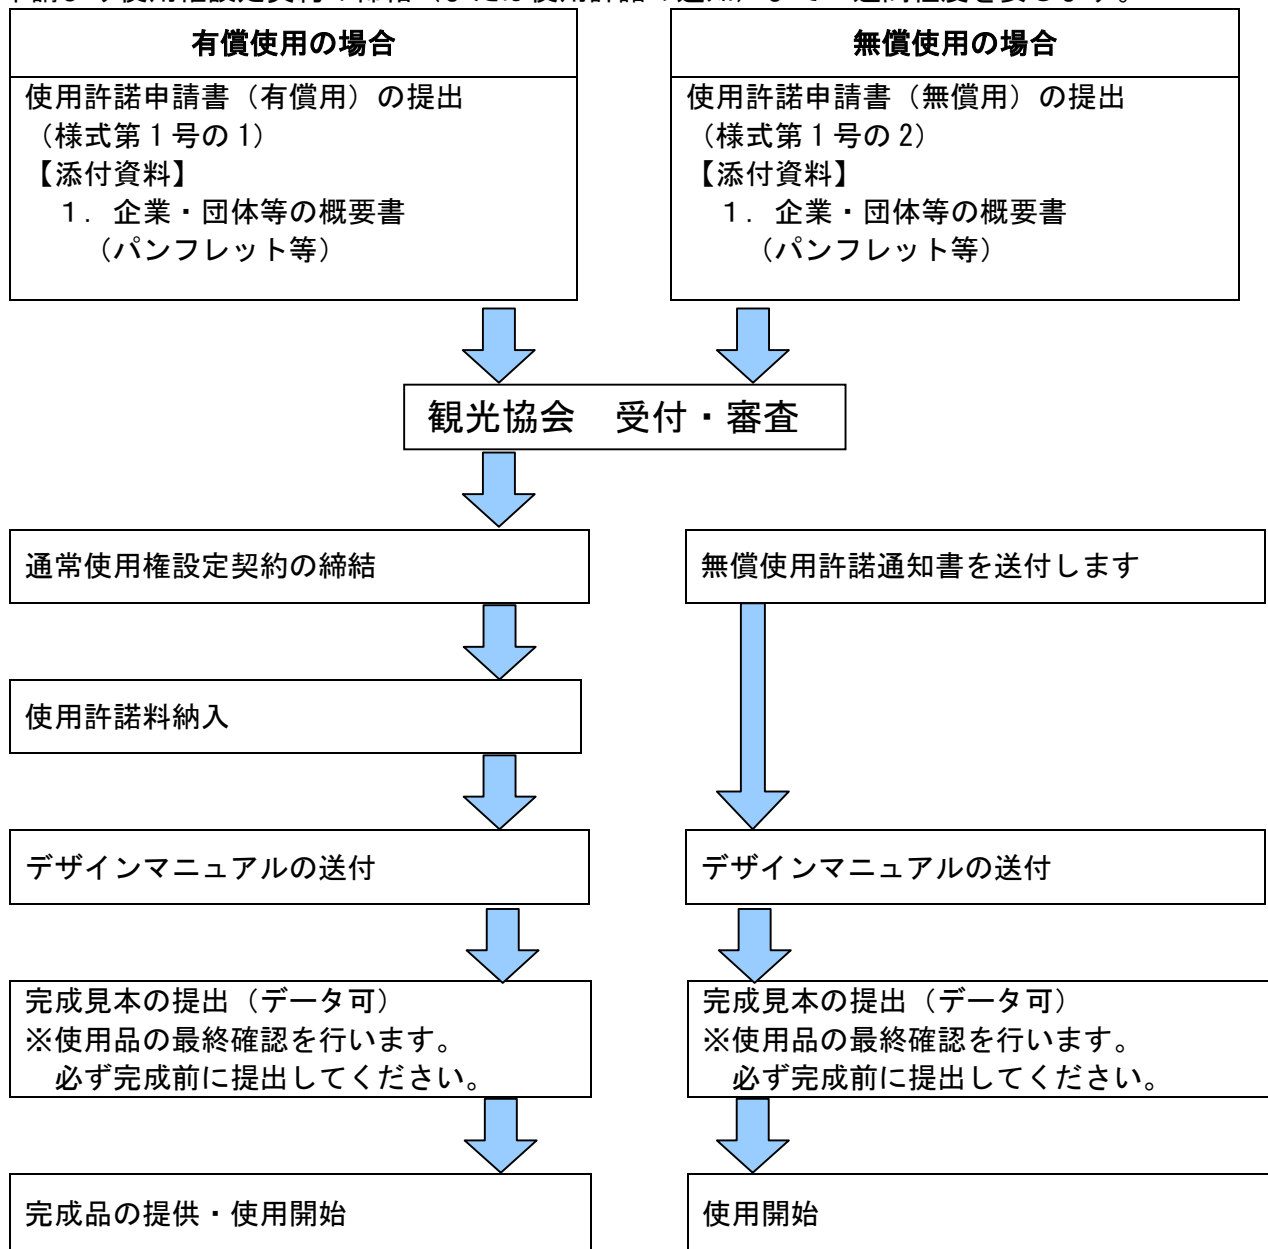 有償使用の場合
使用許諾申請書（有償用）の提出
（様式第１号の１）
【添付資料】
１．企業・団体等の概要書
（パンフレット等）
無償使用の場合
使用許諾申請書（無償用）の提出
（様式第１号の２）
【添付資料】
１．企業・団体等の概要書
（パンフレット等）
観光協会　受付・審査
通常使用権設定契約の締結
無償使用許諾通知書を送付します
使用許諾料納入
デザインマニュアルの送付
デザインマニュアルの送付
完成見本の提出（データ可）
※使用品の最終確認を行います。
必ず完成前に提出してください。
完成見本の提出（データ可）
※使用品の最終確認を行います。
必ず完成前に提出してください。
完成品の提供・使用開始
使用開始